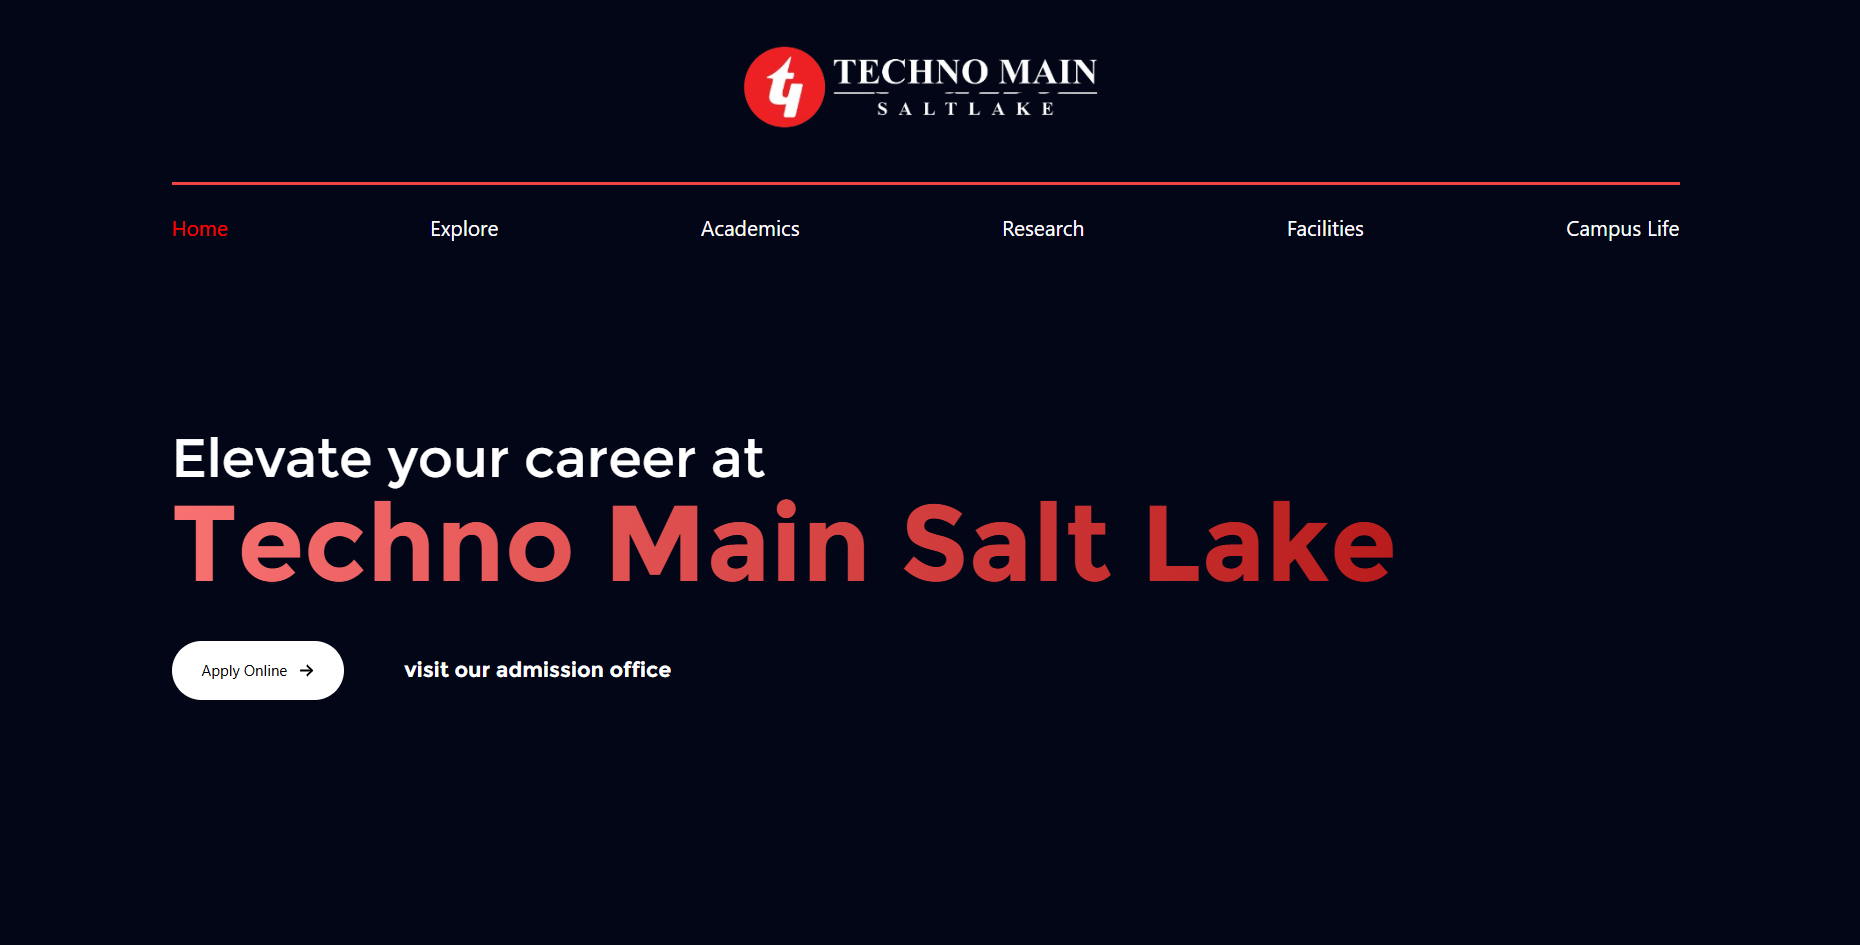 TECHNO MAIN
SALTLAKE
Home Explore Academics Research Facilities Campus Life
Elevate your career at
Techno Main Salt Lake
Apply Online → visit our admission office